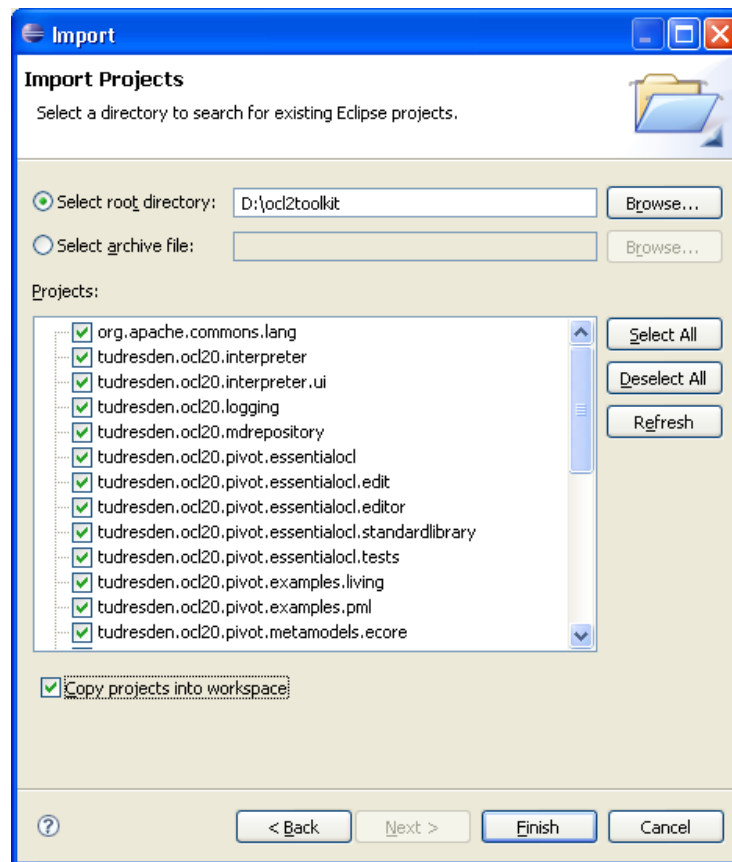 Import
Import Projects
Select a directory to search for existing Eclipse projects.
Select root directory: D:\ocl2toolkit Browse...
Select archive file: Browse...
Projects:
org.apache.commons.lang Select All
tudresden.ocl20.interpreter
tudresden.ocl20.interpreter.ui Deselect All
tudresden.ocl20.logging Refresh
tudresden.ocl20.mdrepository
tudresden.ocl20.pivot.essentialocl
tudresden.ocl20.pivot.essentialocl.edit
tudresden.ocl20.pivot.essentialocl.editor
tudresden.ocl20.pivot.essentialocl.standardlibrary
tudresden.ocl20.pivot.essentialocl.tests
tudresden.ocl20.pivot.examples.living
tudresden.ocl20.pivot.examples.pml
tudresden.ocl20.pivot.metamodels.ecore
Copy projects into workspace
? < Back Next > Finish Cancel